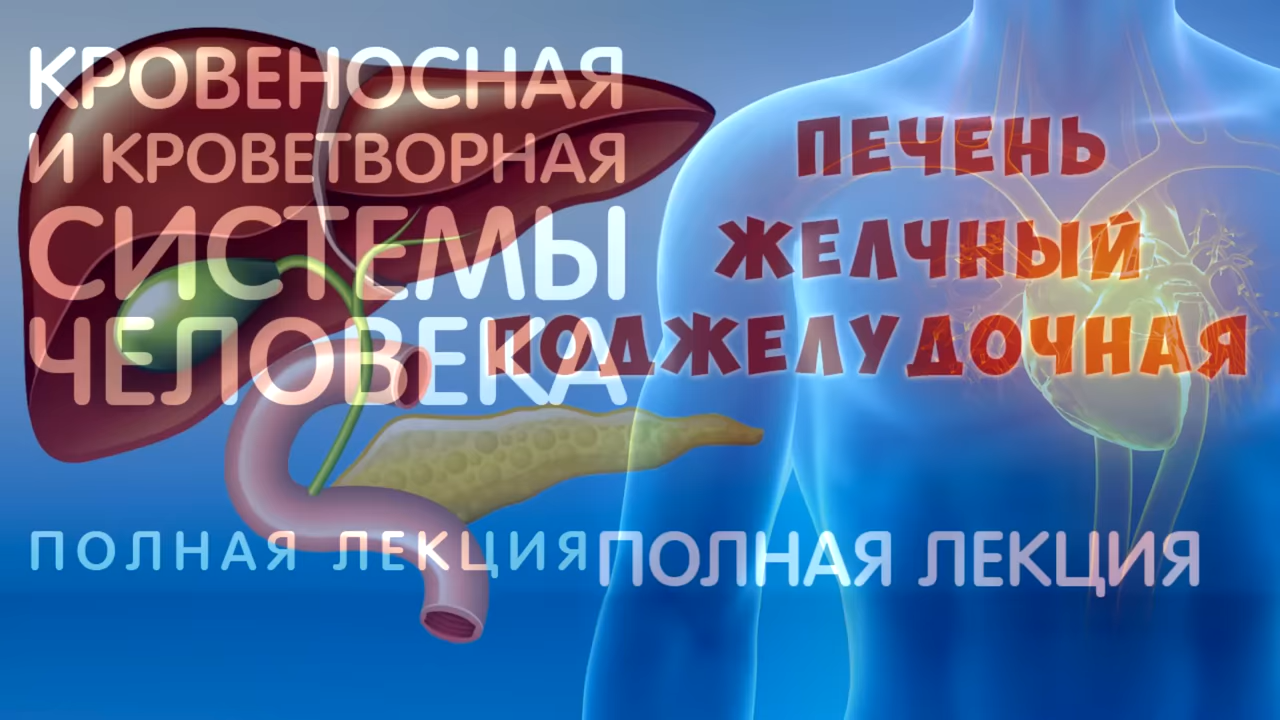 КРОВЕНОСНАЯ
И КРОВЕТВОРНАЯ
СИСТЕМЫ
ЧЕЛОВЕКА
ПОЛНАЯ ЛЕКЦИЯ
ПЕЧЕНЬ
ЖЕЛЧНЫЙ
ПОДЖЕЛУДОЧНАЯ
ПОЛНАЯ ЛЕКЦИЯ